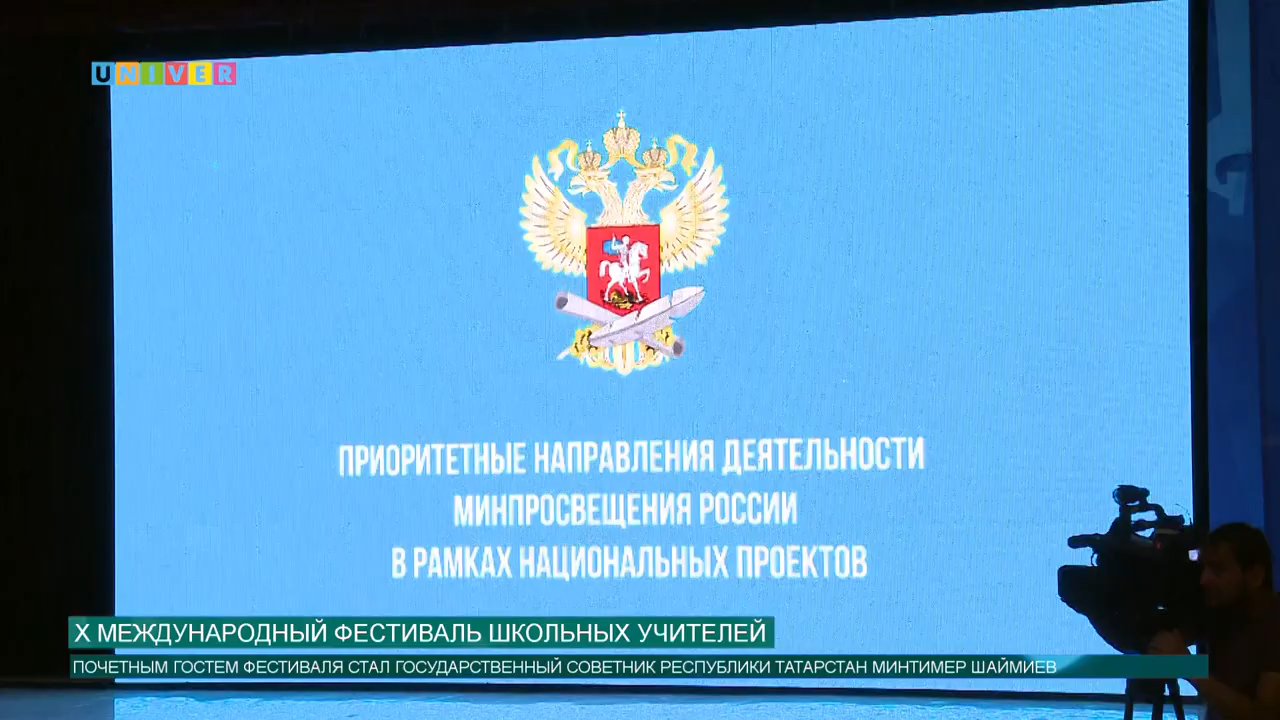 UNIVER
ПРИОРИТЕТНЫЕ НАПРАВЛЕНИЯ ДЕЯТЕЛЬНОСТИ
МИНПРОСВЕЩЕНИЯ РОССИИ
В РАМКАХ НАЦИОНАЛЬНЫХ ПРОЕКТОВ
X МЕЖДУНАРОДНЫЙ ФЕСТИВАЛЬ ШКОЛЬНЫХ УЧИТЕЛЕЙ
ПОЧЕТНЫМ ГОСТЕМ ФЕСТИВАЛЯ СТАЛ ГОСУДАРСТВЕННЫЙ СОВЕТНИК РЕСПУБЛИКИ ТАТАРСТАН МИНТИМЕР ШАЙМИЕВ